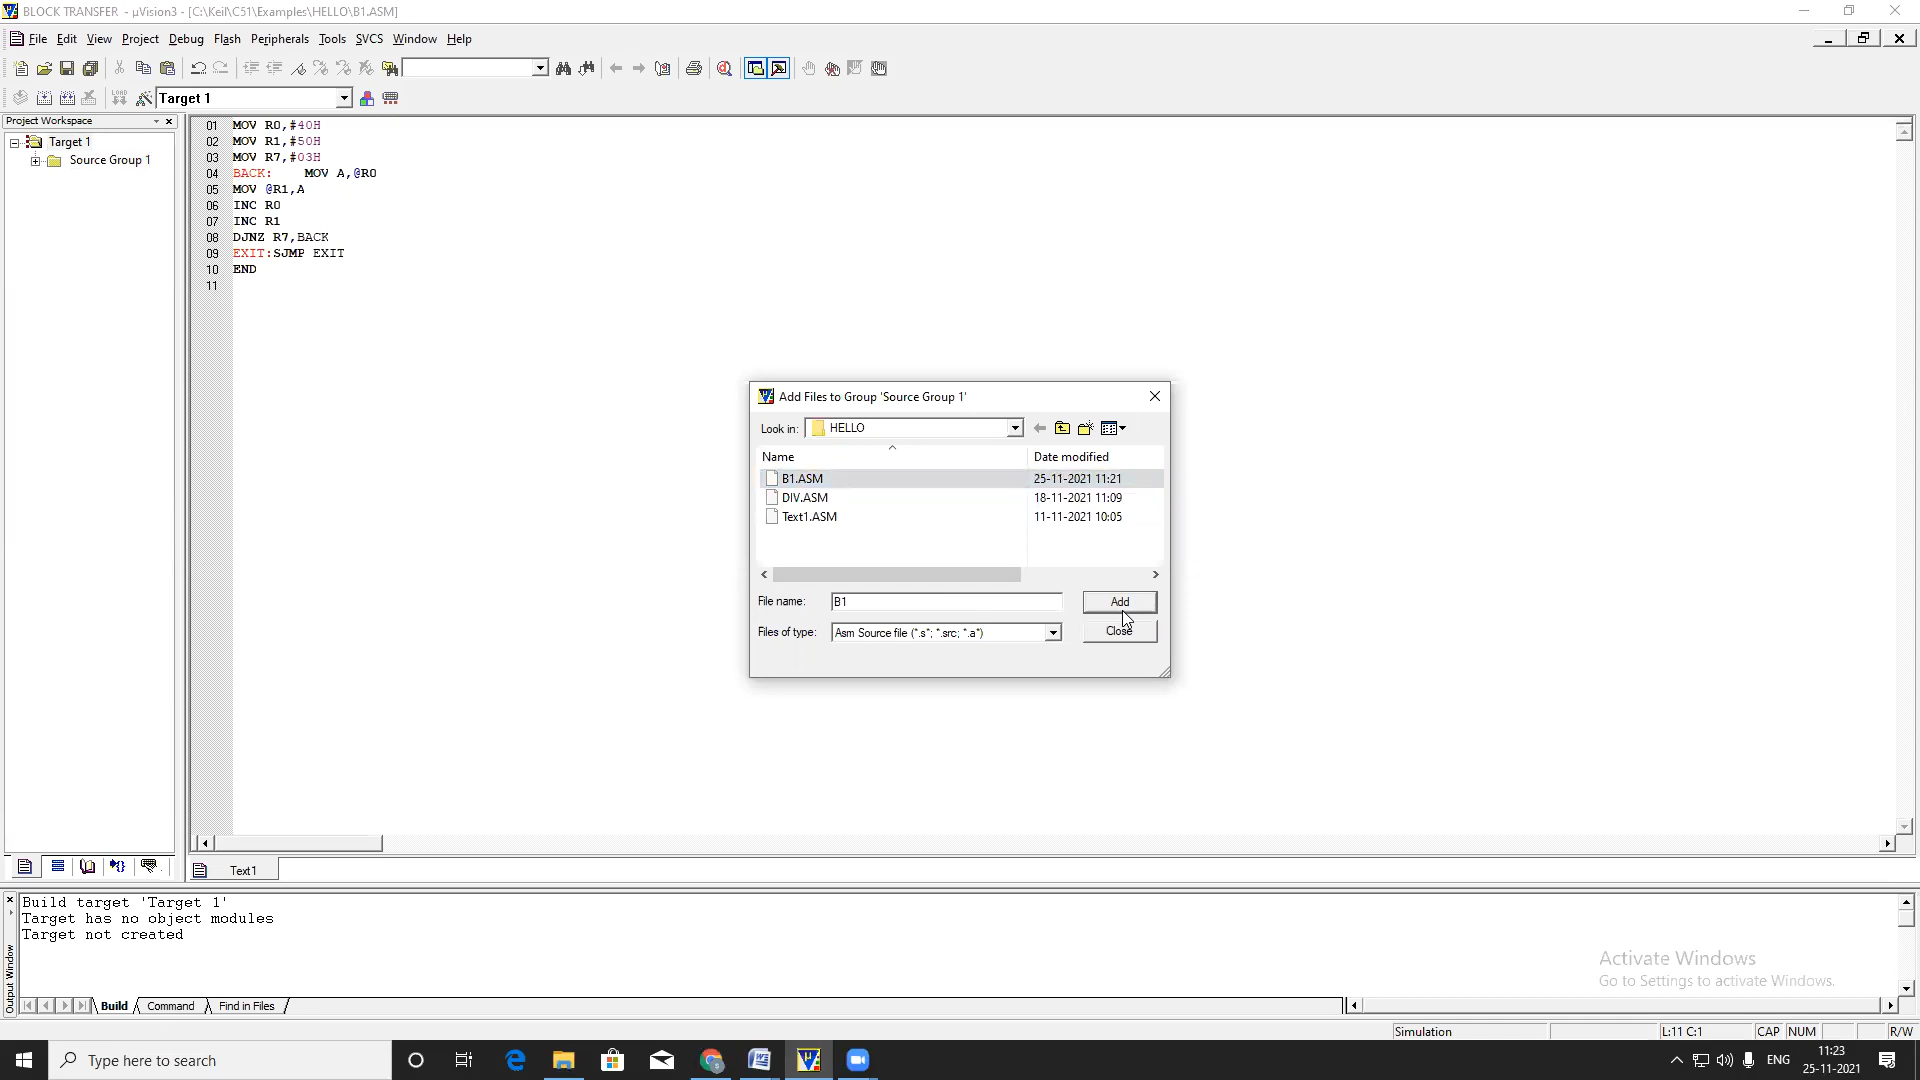 BLOCK TRANSFER - µVision3 - [C:\Keil\C51\Examples\HELLO\B1.ASM]
File Edit View Project Debug Flash Peripherals Tools SVCS Window Help
Target 1
Project Workspace
Target 1
Source Group 1
01 MOV R0,#40H
02 MOV R1,#50H
03 MOV R7,#03H
04 BACK: MOV A,@R0
05 MOV @R1,A
06 INC R0
07 INC R1
08 DJNZ R7,BACK
09 EXIT:SJMP EXIT
10 END
11
Add Files to Group 'Source Group 1'
Look in: HELLO
Name Date modified
B1.ASM 25-11-2021 11:21
DIV.ASM 18-11-2021 11:09
Text1.ASM 11-11-2021 10:05
File name: B1 Add
Files of type: Asm Source file (*.s*; *.src; *.a*) Close
Text1
Build target 'Target 1'
Target has no object modules
Target not created
Output Window
Build Command Find in Files
Activate Windows
Go to Settings to activate Windows.
Simulation L:11 C:1 CAP NUM R/W
Type here to search
ENG
11:23
25-11-2021